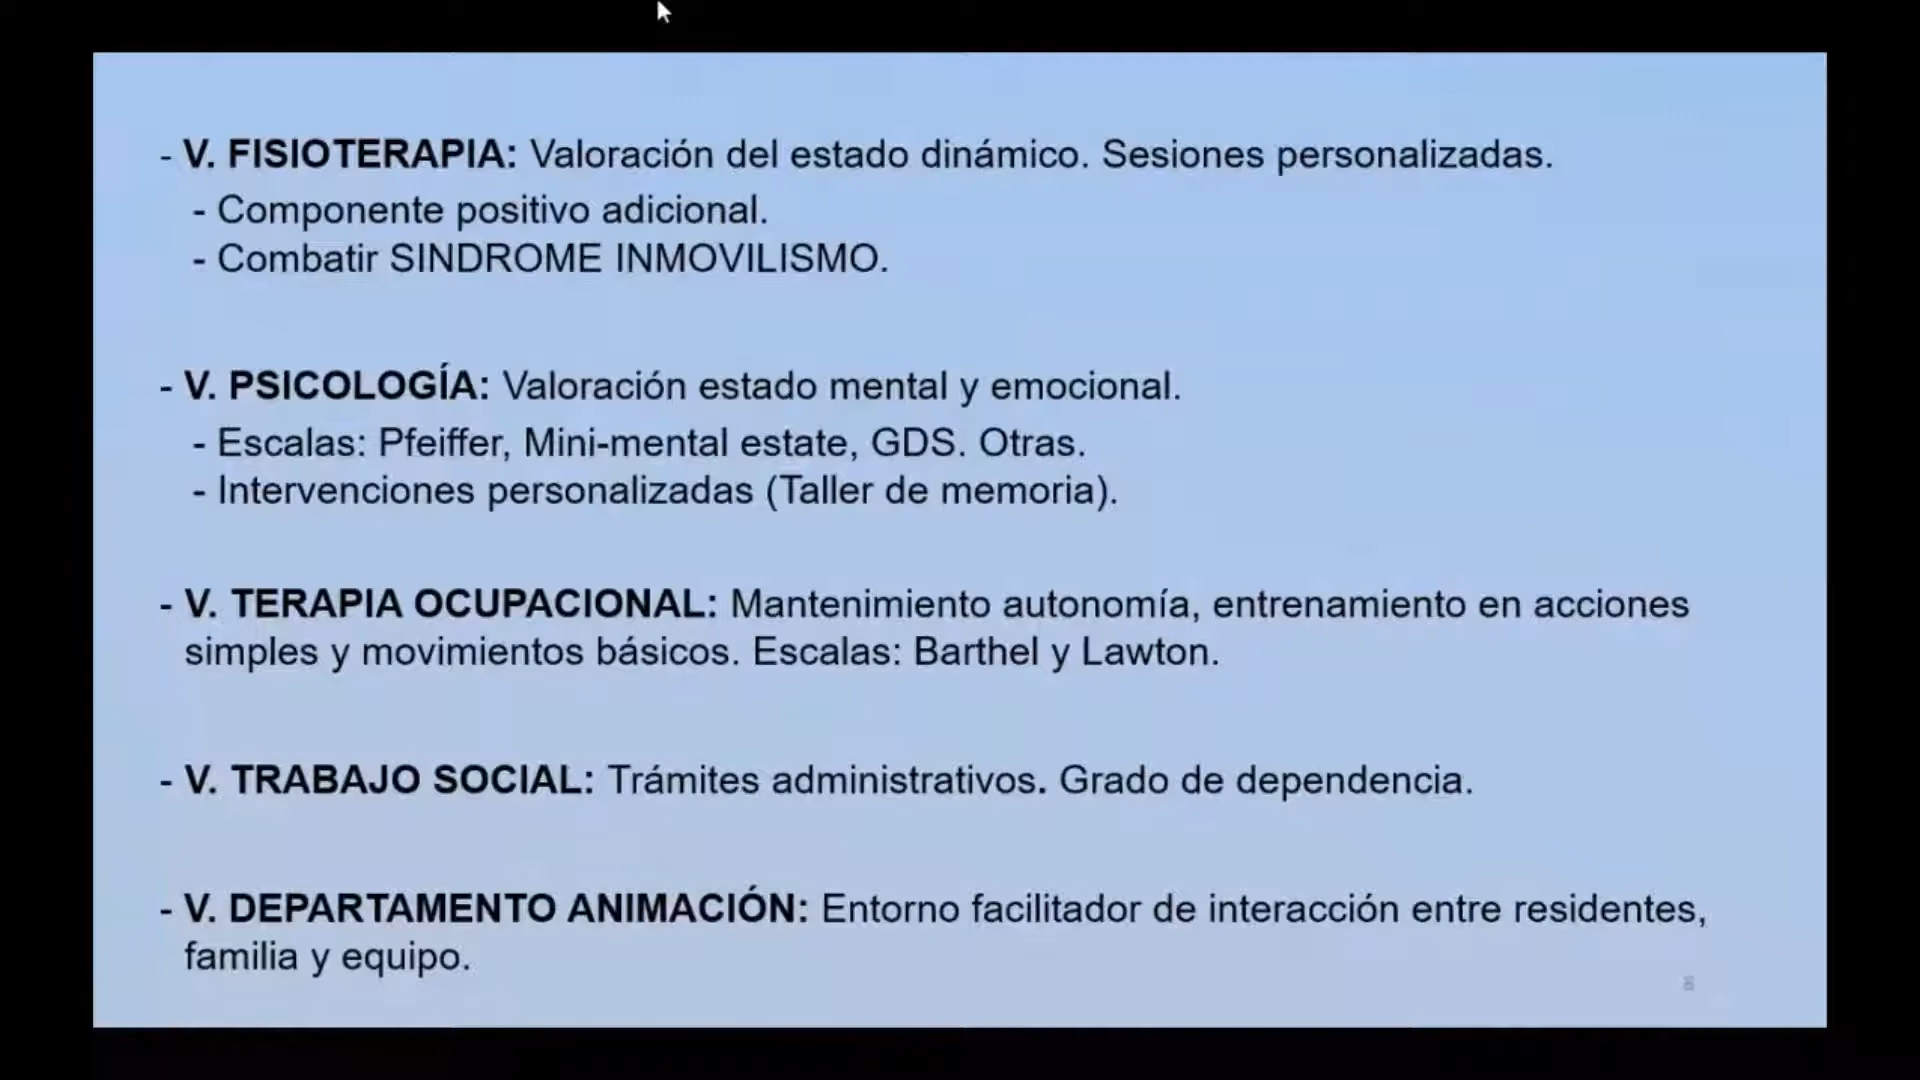 - V. FISIOTERAPIA: Valoración del estado dinámico. Sesiones personalizadas.
- Componente positivo adicional.
- Combatir SINDROME INMOVILISMO.
- V. PSICOLOGÍA: Valoración estado mental y emocional.
- Escalas: Pfeiffer, Mini-mental estate, GDS. Otras.
- Intervenciones personalizadas (Taller de memoria).
- V. TERAPIA OCUPACIONAL: Mantenimiento autonomía, entrenamiento en acciones
simples y movimientos básicos. Escalas: Barthel y Lawton.
- V. TRABAJO SOCIAL: Trámites administrativos. Grado de dependencia.
- V. DEPARTAMENTO ANIMACIÓN: Entorno facilitador de interacción entre residentes,
familia y equipo.